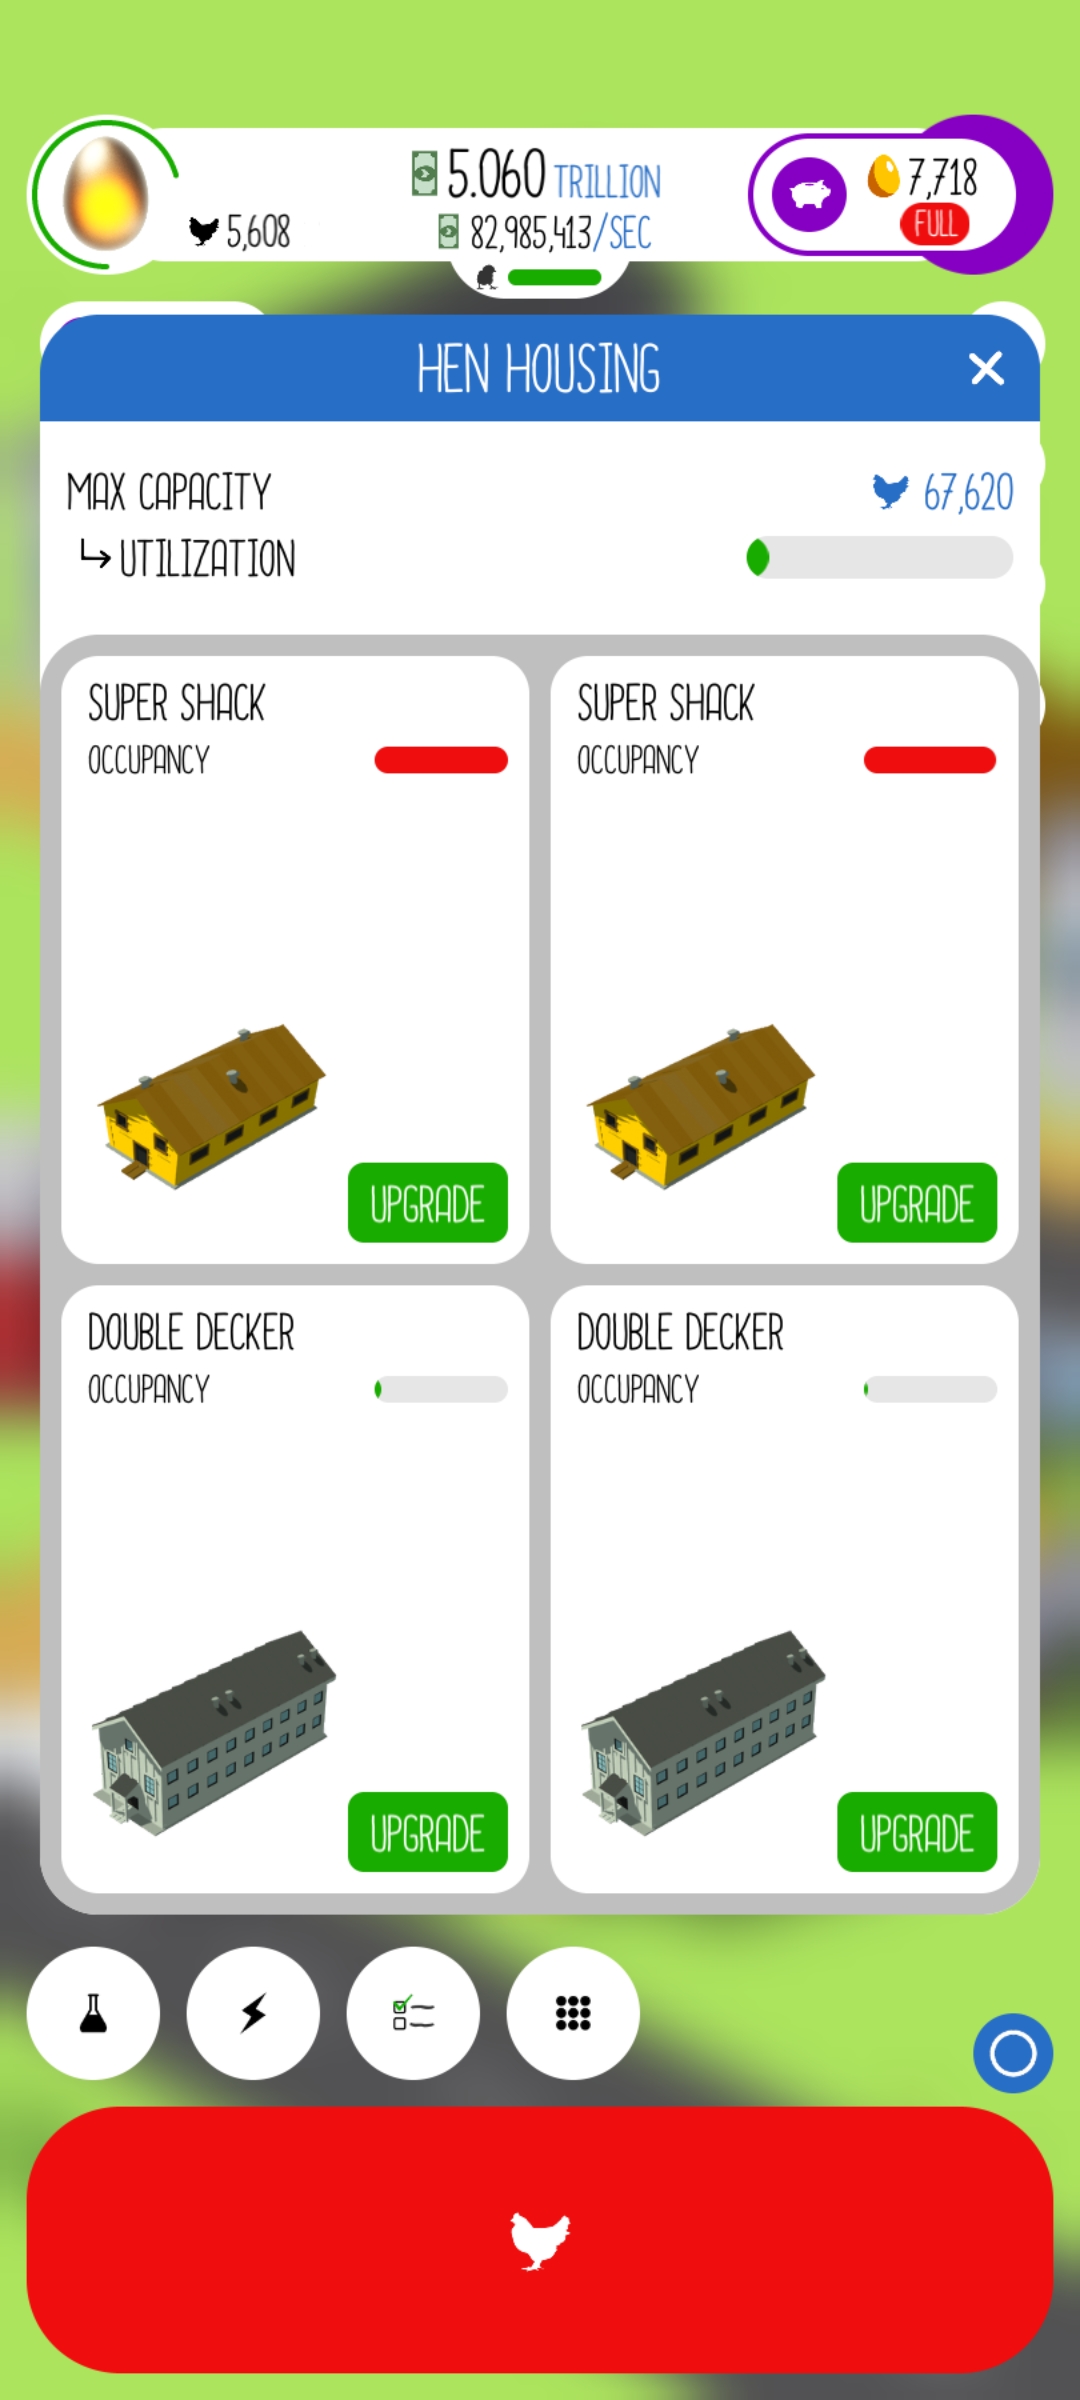 5.060 TRILLION
5,608
82,985,413/SEC
7,718
FULL
HEN HOUSING
MAX CAPACITY
67,620
UTILIZATION
SUPER SHACK
OCCUPANCY
UPGRADE
SUPER SHACK
OCCUPANCY
UPGRADE
DOUBLE DECKER
OCCUPANCY
UPGRADE
DOUBLE DECKER
OCCUPANCY
UPGRADE